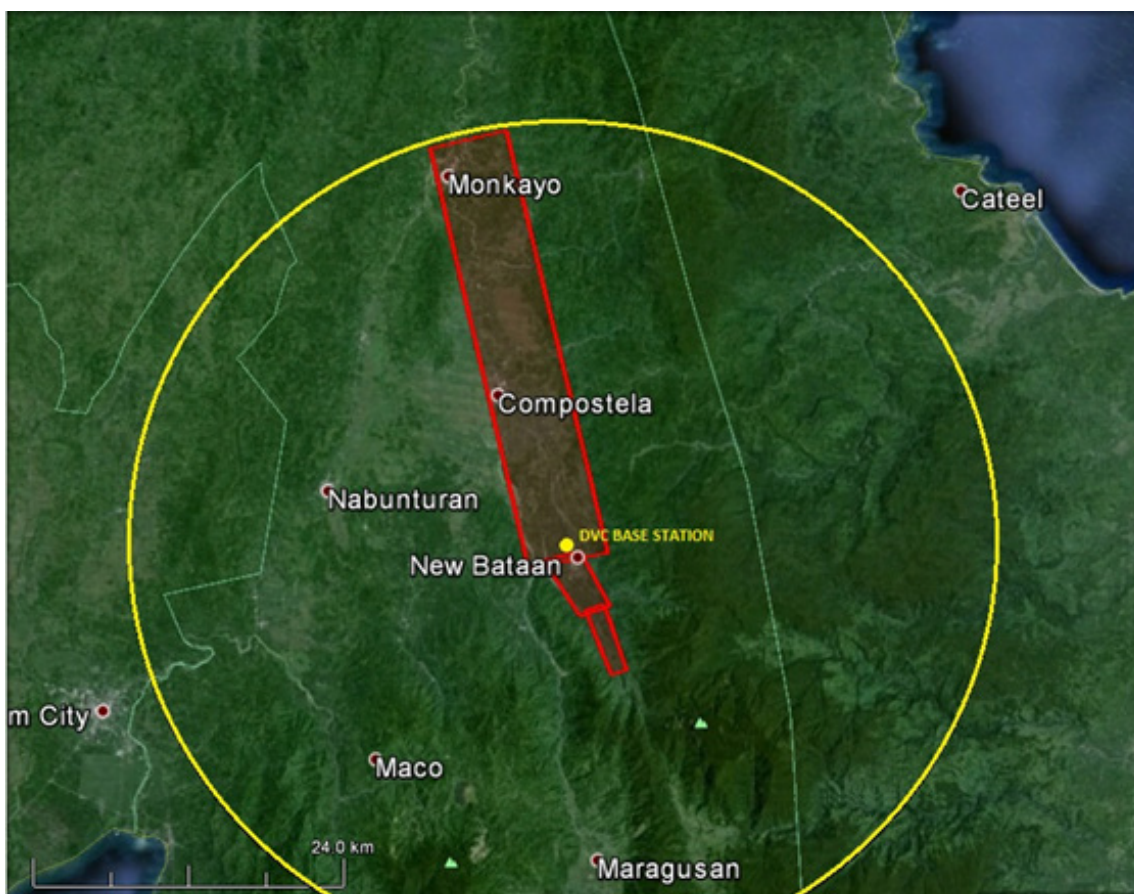 Monkayo
Cateel
Compostela
Nabunturan
DVC BASE STATION
New Bataan
m City
Maco
24.0 km
Maragusan